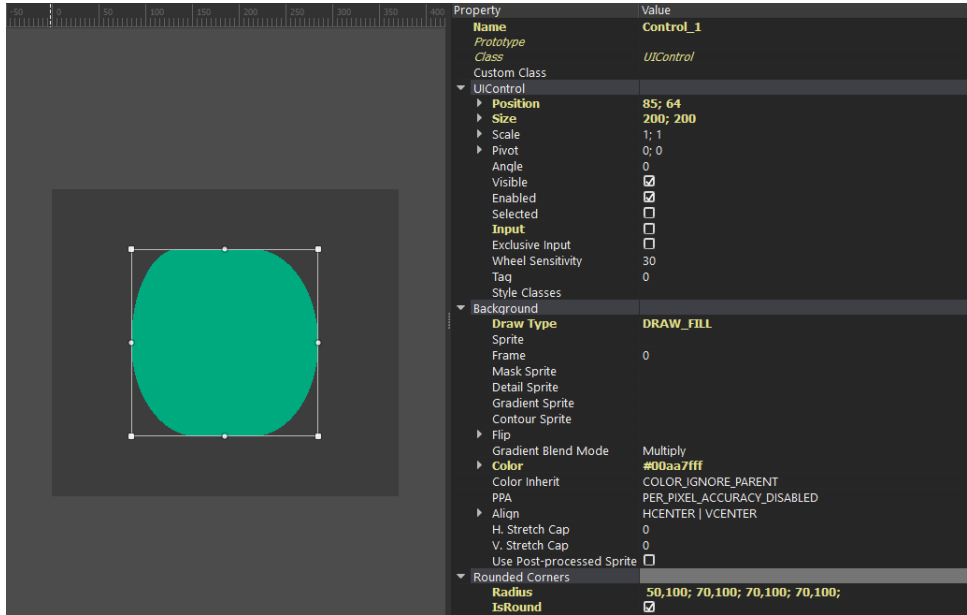 -50 0 50 100 150 200 250 300 350 400
Property Value
Name Control_1
Prototype
Class UIControl
Custom Class
UIControl
Position 85; 64
Size 200; 200
Scale 1; 1
Pivot 0; 0
Angle 0
Visible
Enabled
Selected
Input
Exclusive Input
Wheel Sensitivity 30
Tag 0
Style Classes
Background
Draw Type DRAW_FILL
Sprite
Frame 0
Mask Sprite
Detail Sprite
Gradient Sprite
Contour Sprite
Flip
Gradient Blend Mode Multiply
Color #00aa7fff
Color Inherit COLOR_IGNORE_PARENT
PPA PER_PIXEL_ACCURACY_DISABLED
Align HCENTER | VCENTER
H. Stretch Cap 0
V. Stretch Cap 0
Use Post-processed Sprite
Rounded Corners
Radius 50,100; 70,100; 70,100; 70,100;
IsRound